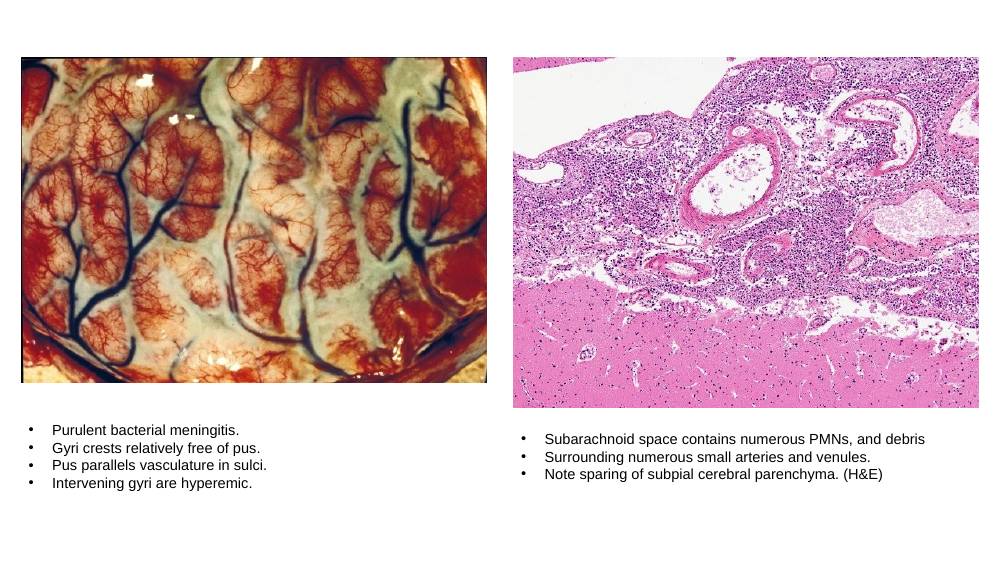 • Purulent bacterial meningitis.
• Gyri crests relatively free of pus.
• Pus parallels vasculature in sulci.
• Intervening gyri are hyperemic.
• Subarachnoid space contains numerous PMNs, and debris
• Surrounding numerous small arteries and venules.
• Note sparing of subpial cerebral parenchyma. (H&E)